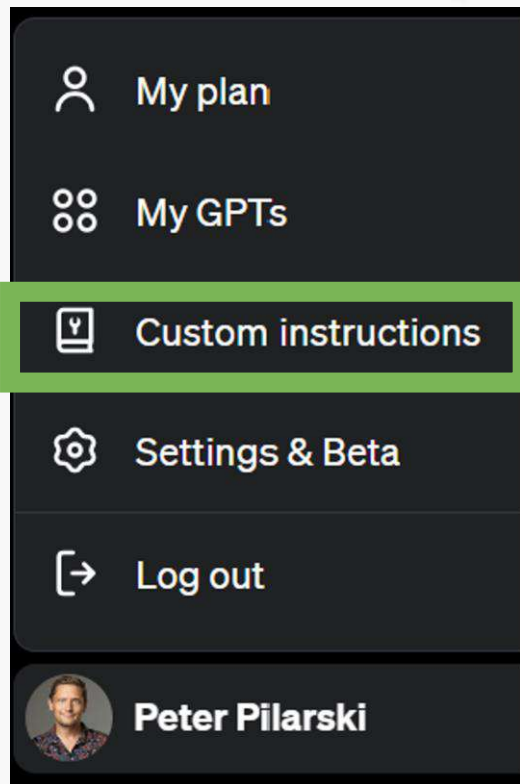 My plan
My GPTs
Custom instructions
Settings & Beta
Log out
Peter Pilarski